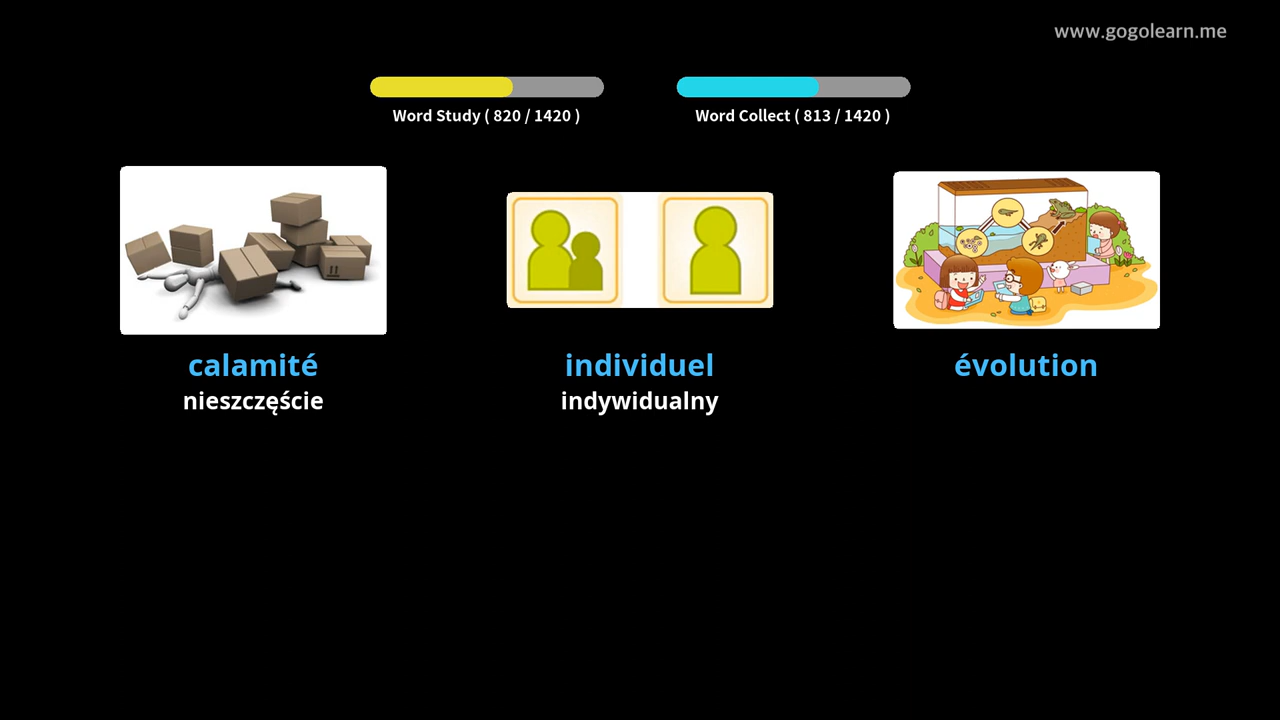 www.gogolearn.me
Word Study ( 820 / 1420 )
Word Collect ( 813 / 1420 )
calamité
nieszczęście
individuel
indywidualny
évolution